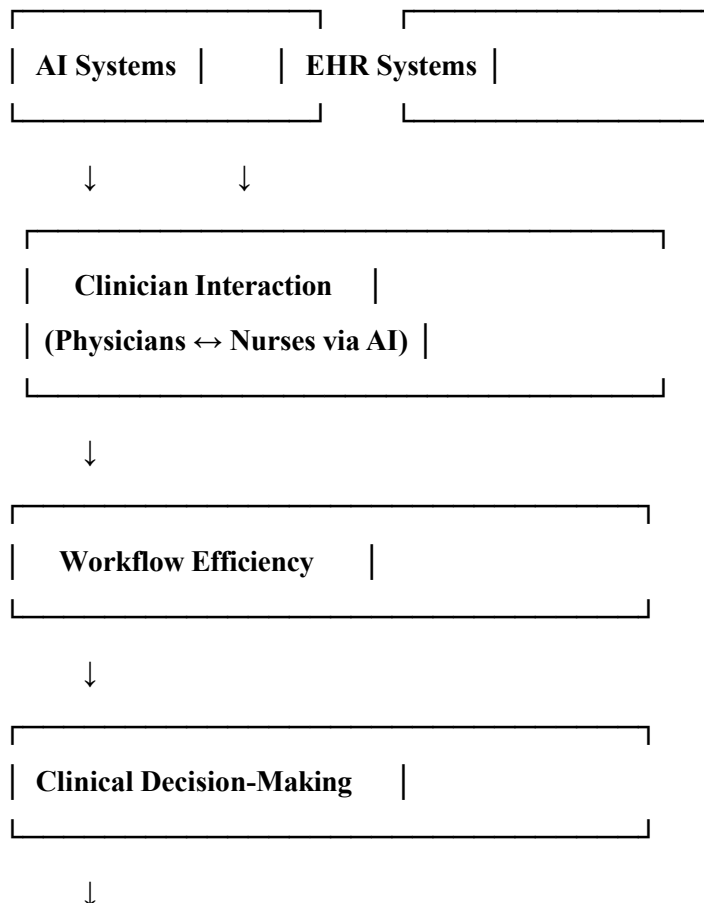 AI Systems EHR Systems
↓ ↓
Clinician Interaction
(Physicians ↔ Nurses via AI)
↓
Workflow Efficiency
↓
Clinical Decision-Making
↓